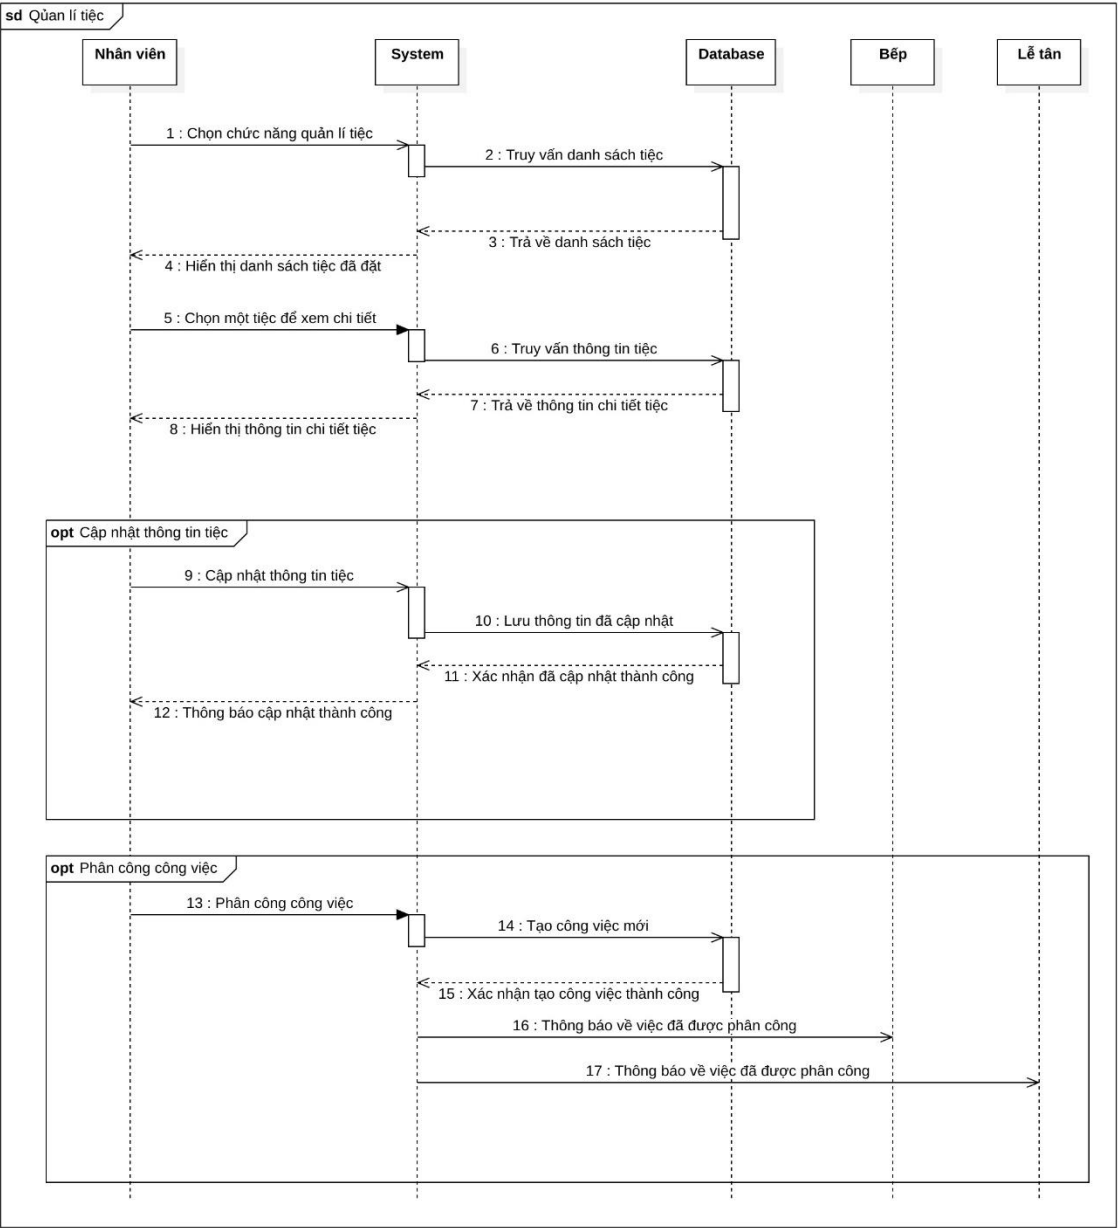 sd Qủan lí tiệc
Nhân viên
System
Database
Bếp
Lễ tân
1 : Chọn chức năng quản lí tiệc
2 : Truy vấn danh sách tiệc
3 : Trả về danh sách tiệc
4 : Hiển thị danh sách tiệc đã đặt
5 : Chọn một tiệc để xem chi tiết
6 : Truy vấn thông tin tiệc
7 : Trả về thông tin chi tiết tiệc
8 : Hiển thị thông tin chi tiết tiệc
opt Cập nhật thông tin tiệc
9 : Cập nhật thông tin tiệc
10 : Lưu thông tin đã cập nhật
11 : Xác nhận đã cập nhật thành công
12 : Thông báo cập nhật thành công
opt Phân công công việc
13 : Phân công công việc
14 : Tạo công việc mới
15 : Xác nhận tạo công việc thành công
16 : Thông báo về việc đã được phân công
17 : Thông báo về việc đã được phân công